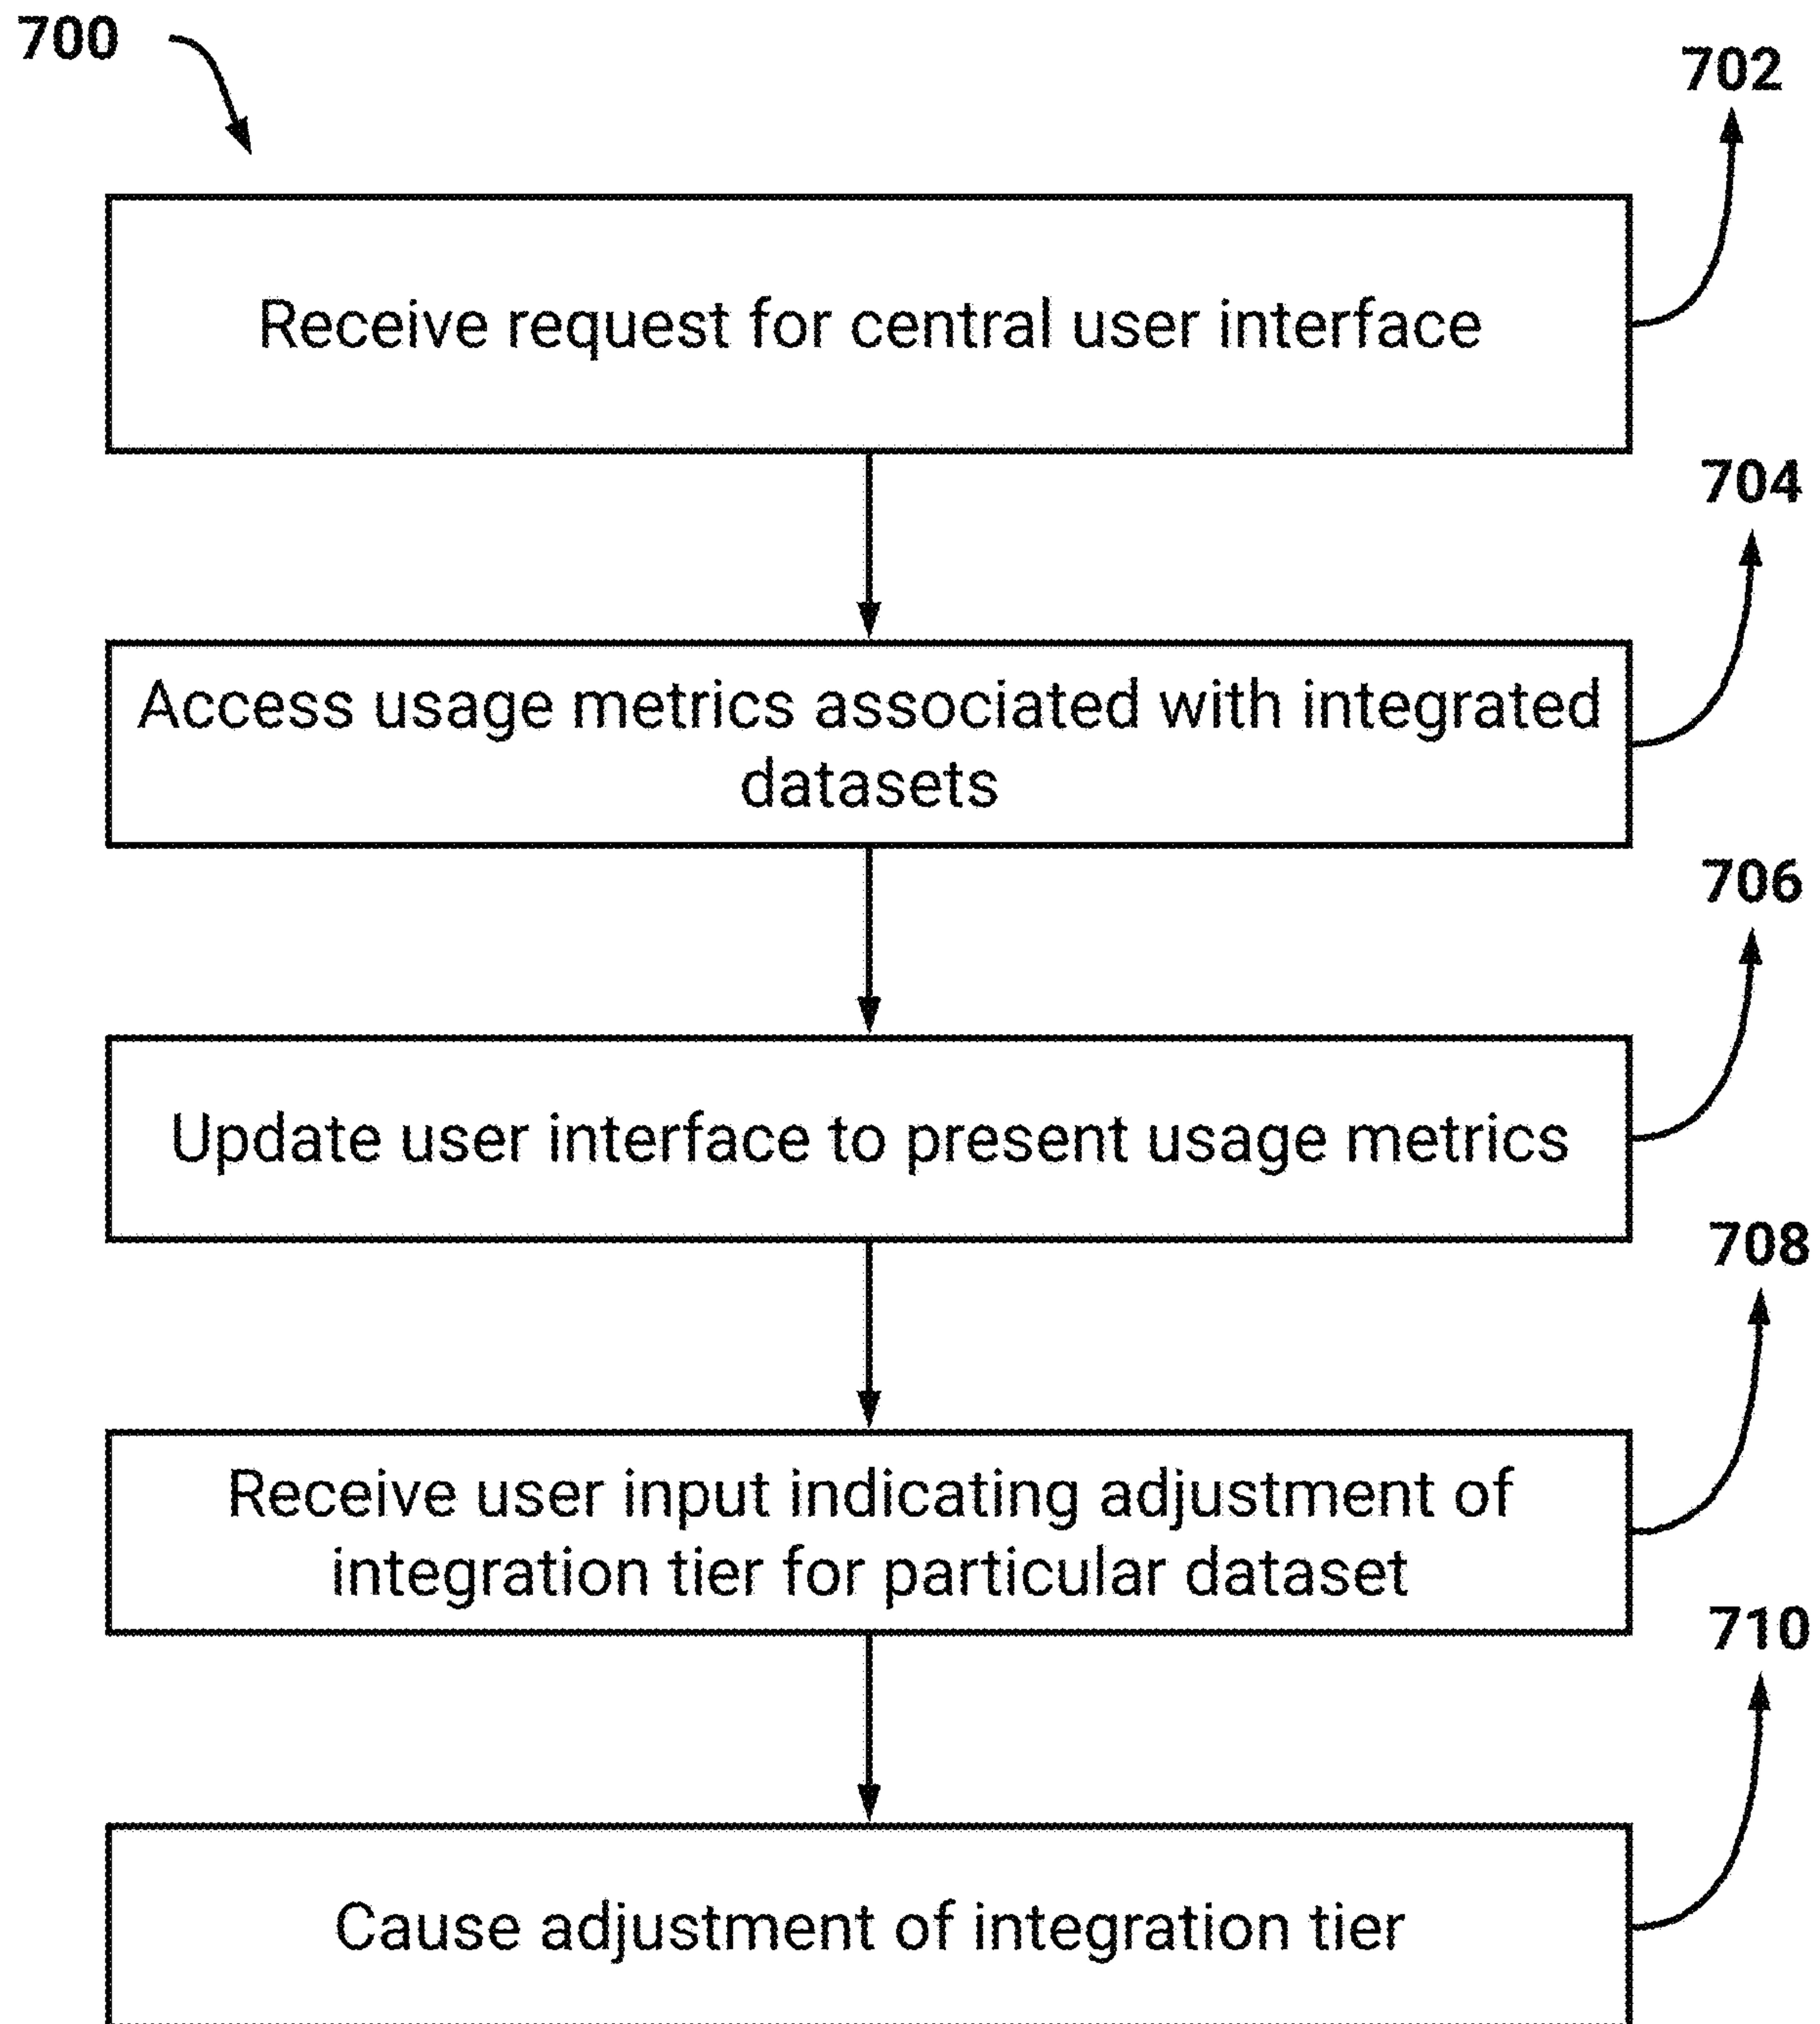 700
702
Receive request for central user interface
704
Access usage metrics associated with integrated
datasets
706
Update user interface to present usage metrics
708
Receive user input indicating adjustment of
integration tier for particular dataset
710
Cause adjustment of integration tier